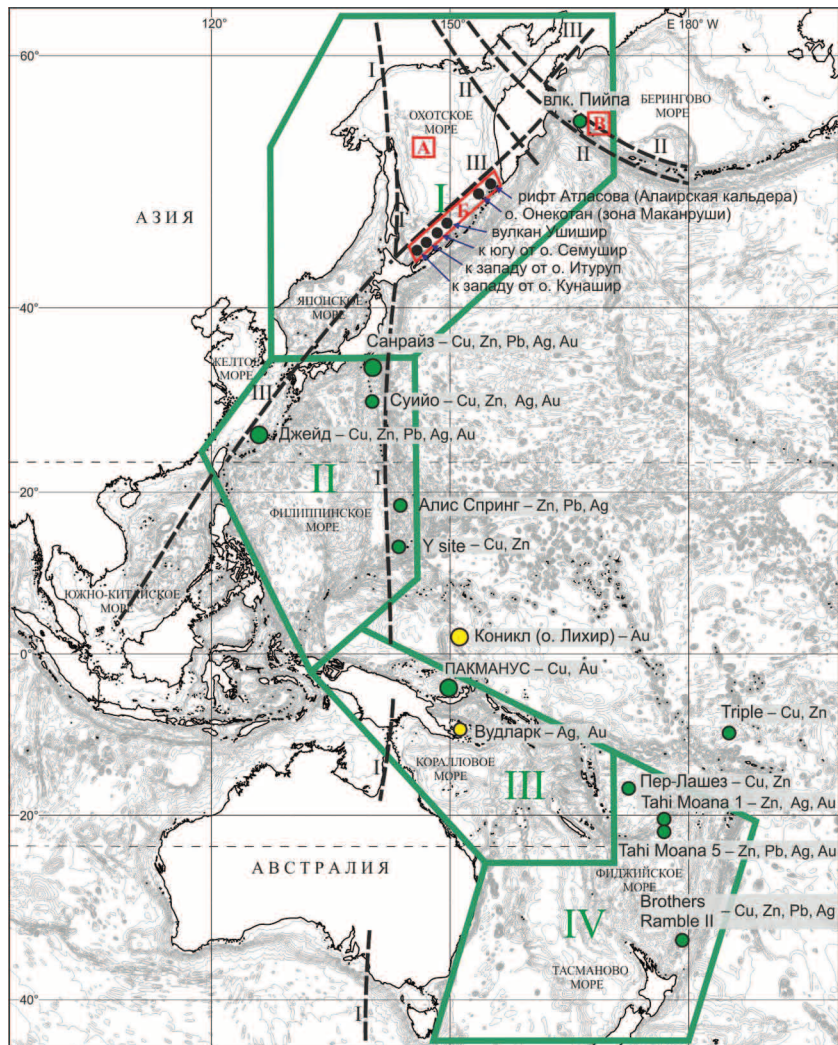 120°
150°
E 180° W
60°
I
II
III
влк. Пийпа
В
БЕРИНГОВО
МОРЕ
ОХОТСКОЕ
МОРЕ
А
II
II
III
I
Б
I
рифт Атласова (Алаирская кальдера)
о. Онекотан (зона Маканруши)
вулкан Ушишир
к югу от о. Семушир
к западу от о. Итуруп
к западу от о. Кунашир
АЗИЯ
40°
ЯПОНСКОЕ
МОРЕ
ЖЕЛТОЕ
МОРЕ
III
Санрайз – Cu, Zn, Pb, Ag, Au
Суийо – Cu, Zn, Ag, Au
Джейд – Cu, Zn, Pb, Ag, Au
II
I
20°
ФИЛИППИНСКОЕ
МОРЕ
Алис Спринг – Zn, Pb, Ag
Y site – Cu, Zn
ЮЖНО-КИТАЙСКОЕ
МОРЕ
0
Коникл (о. Лихир) – Au
ПАКМАНУС – Cu, Au
Вудларк – Ag, Au
Triple – Cu, Zn
I
КОРАЛЛОВОЕ
МОРЕ
III
Пер-Лашез – Cu, Zn
Tahi Moana 1 – Zn, Ag, Au
20°
Tahi Moana 5 – Zn, Pb, Ag, Au
АВСТРАЛИЯ
ФИДЖИЙСКОЕ
МОРЕ
Brothers
Ramble II – Cu, Zn, Pb, Ag
IV
ТАСМАНОВО
МОРЕ
40°
I